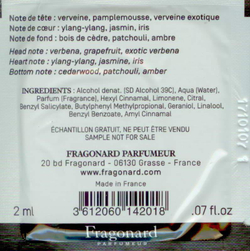 Note de tête : verveine, pamplemousse, verveine exotique
Note de cœur : ylang-ylang, jasmin, iris
Note de fond : bois de cèdre, patchouli, ambre
Head note : verbena, grapefruit, exotic verbena
Heart note : ylang-ylang, jasmine, iris
Bottom note : cedarwood, patchouli, amber
INGREDIENTS : Alcohol denat, (SD Alcohol 39C), Aqua (Water),
Parfum (Fragrance), Hexyl Cinnamal, Limonene, Citral,
Benzyl Salicylate, Butylphenyl Methylpropional, Geraniol, Linalool,
Benzyl Benzoate, Amyl Cinnamal
ÉCHANTILLON GRATUIT, NE PEUT ÊTRE VENDU
SAMPLE NOT FOR SALE
FRAGONARD PARFUMEUR
20 bd Fragonard - 06130 Grasse - France
www.fragonard.com
Made in France
2 ml
3612060142018
.07 fl.oz
Fragonard
PARFUMEUR